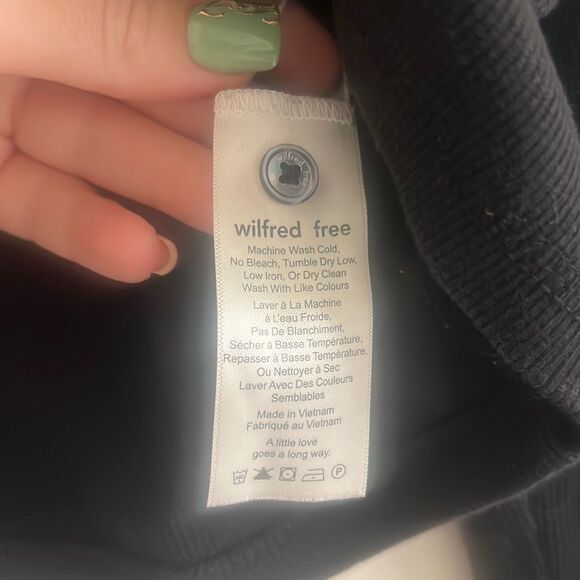 wilfred free
wilfred free
Machine Wash Cold,
No Bleach, Tumble Dry Low,
Low Iron, Or Dry Clean
Wash With Like Colours
Laver à La Machine
à L'eau Froide,
Pas De Blanchiment,
Sécher à Basse Température,
Repasser à Basse Température,
Ou Nettoyer à Sec
Laver Avec Des Couleurs
Semblables
Made in Vietnam
Fabriqué au Vietnam
A little love
goes a long way.
P